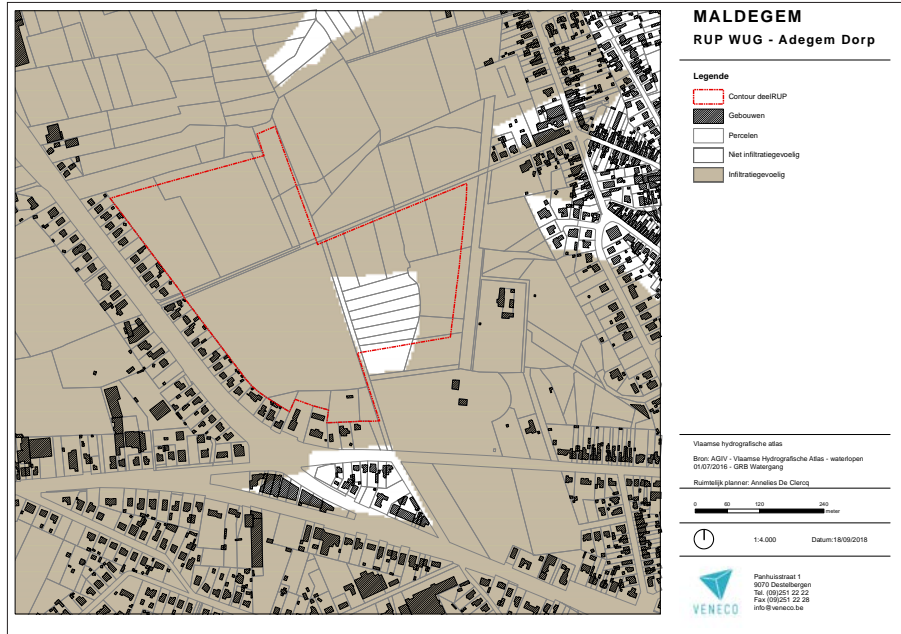 MALDEGEM
RUP WUG - Adegem Dorp
Legende
Contour deelRUP
Gebouwen
Percelen
Niet infiltratiegevoelig
Infiltratiegevoelig
Vlaamse hydrografische atlas
Bron: AGIV - Vlaamse Hydrografische Atlas - waterlopen
01/07/2016 - GRB Watergang
Ruimtelijk planner: Annelies De Clercq
0 60 120 240
meter
1:4.000 Datum:18/09/2018
VENECO
Panhuisstraat 1
9070 Destelbergen
Tel. (09)251 22 22
Fax (09)251 22 28
info@veneco.be